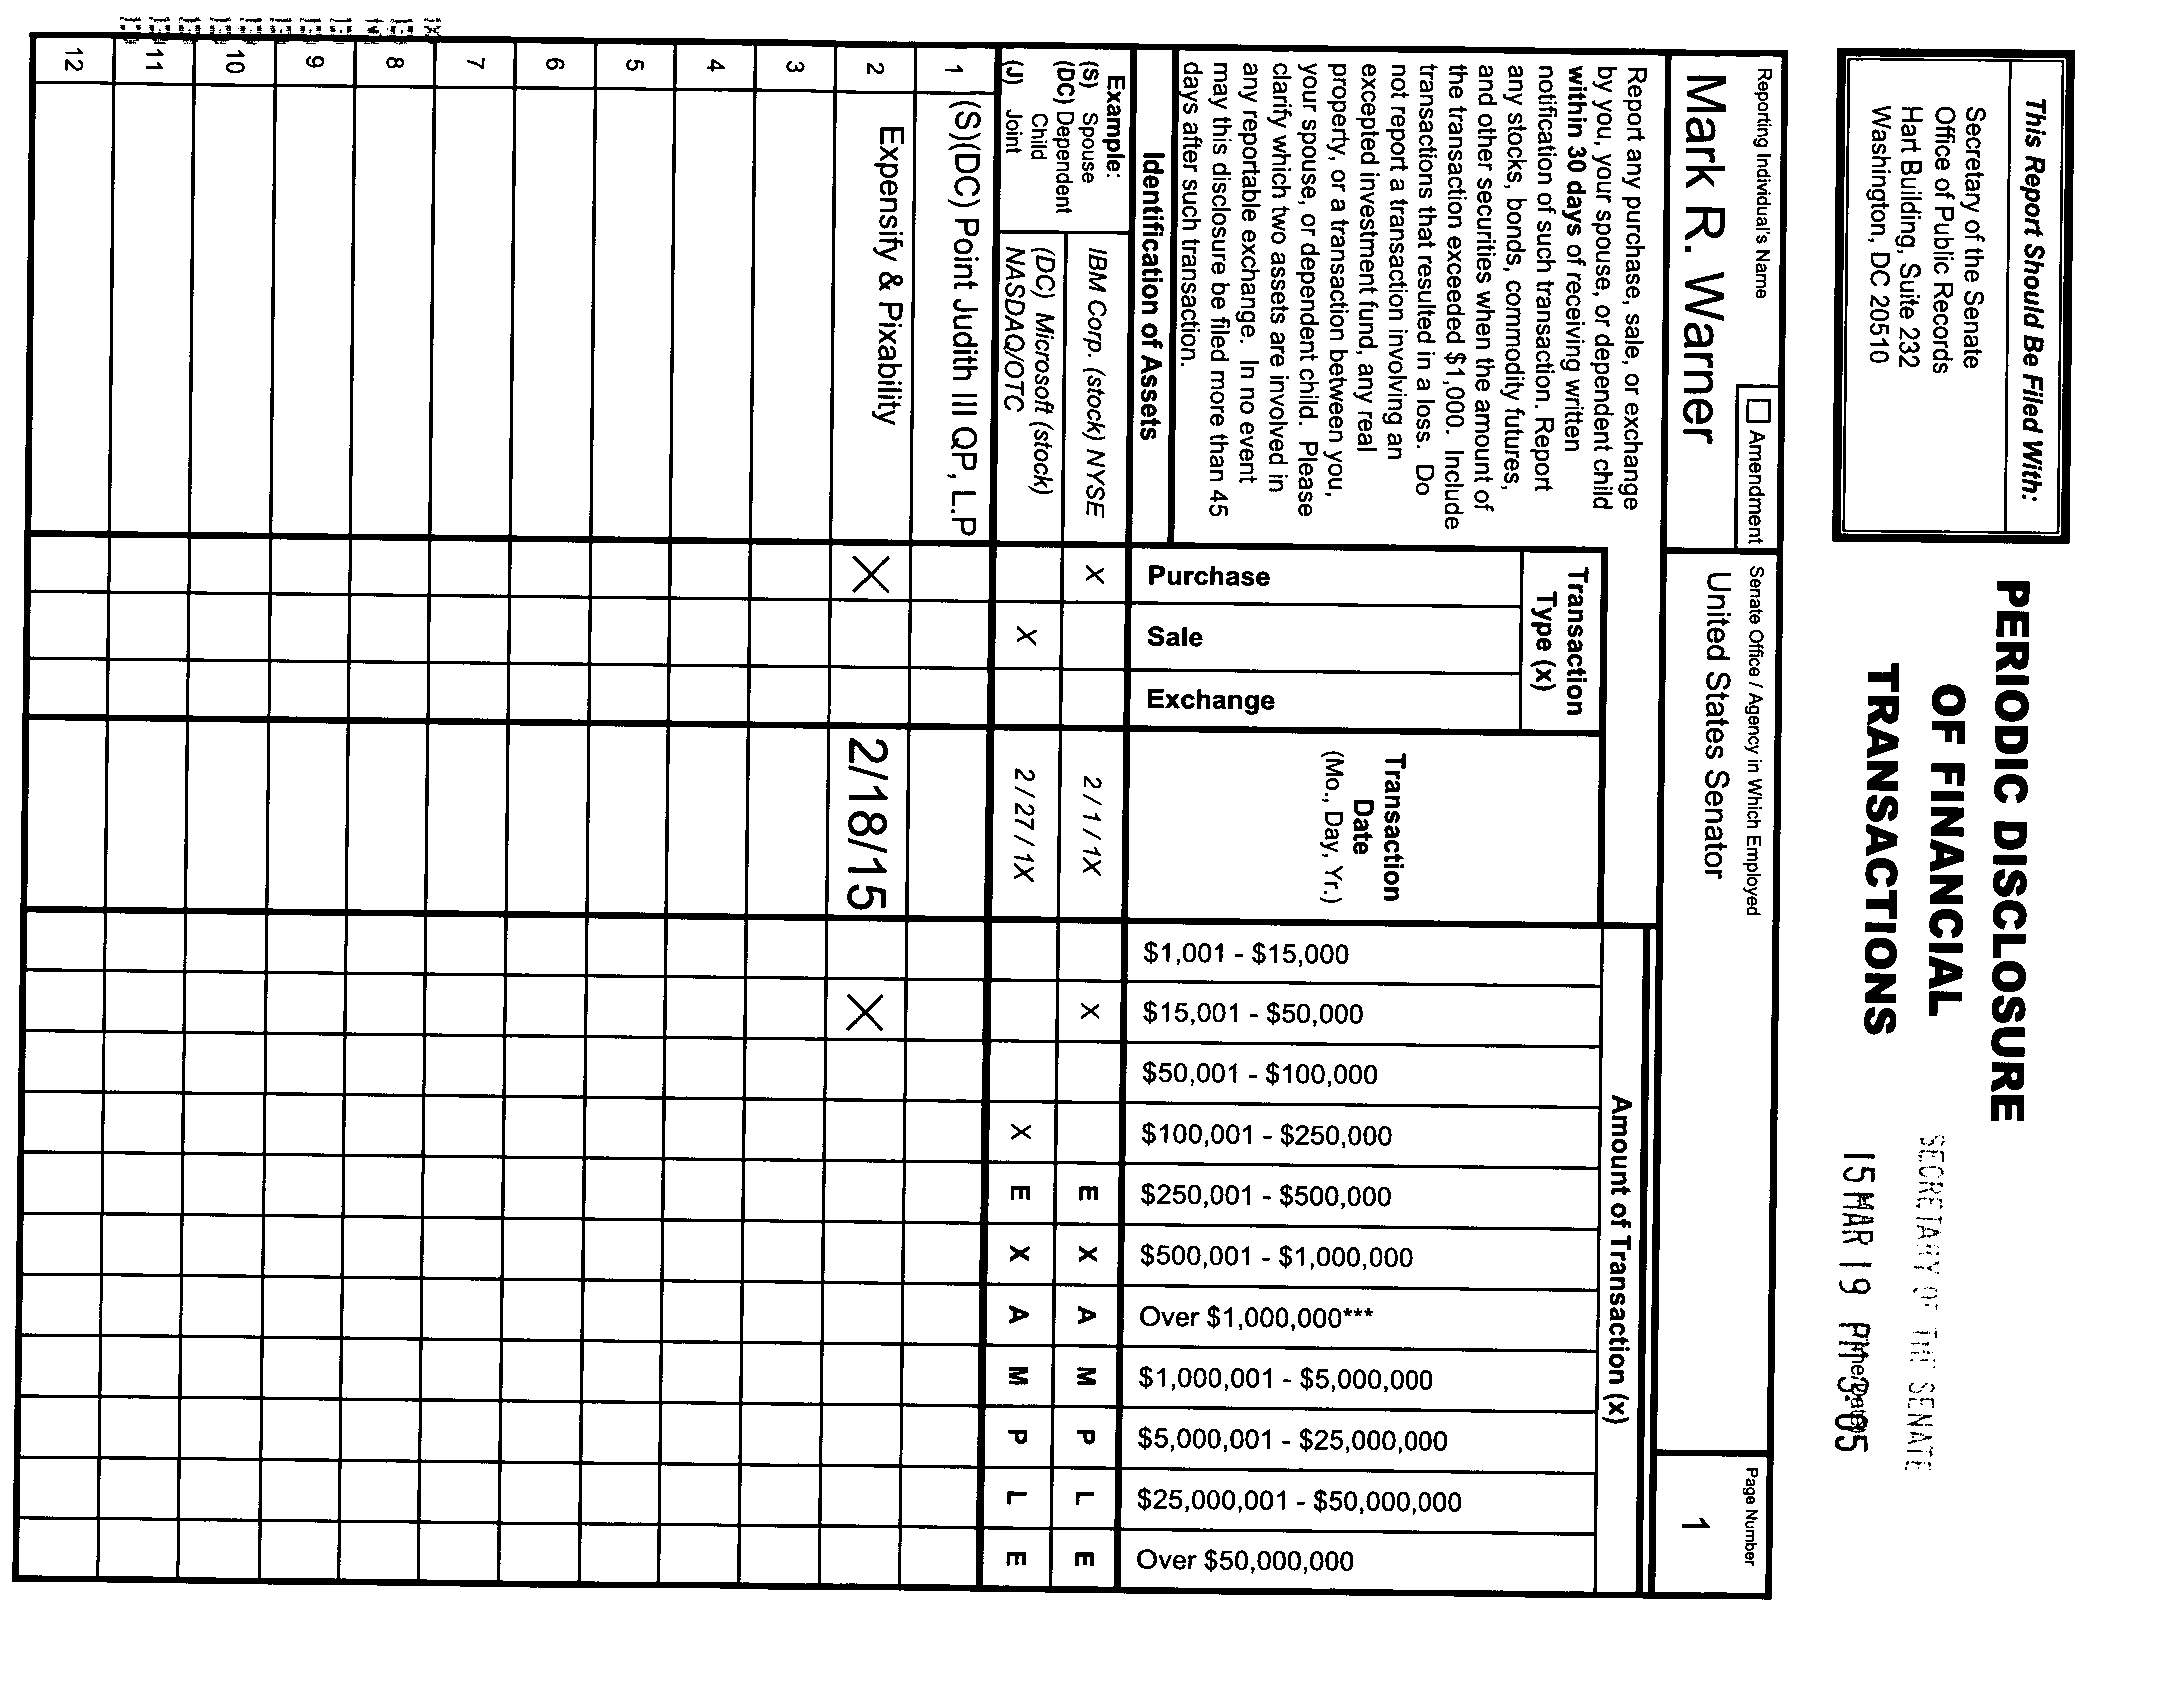 This Report Should Be Filed With:
Secretary of the Senate
Office of Public Records
Hart Building, Suite 232
Washington, DC 20510
PERIODIC DISCLOSURE
OF FINANCIAL
TRANSACTIONS
SECRETARY OF THE SENATE
15 MAR 19 PM 3:05
Reporting Individual's Name
Amendment
Mark R. Warner
Senate Office / Agency in Which Employed
United States Senator
Page Number
1
Report any purchase, sale, or exchange
by you, your spouse, or dependent child
within 30 days of receiving written
notification of such transaction. Report
any stocks, bonds, commodity futures,
and other securities when the amount of
the transaction exceeded $1,000. Include
transactions that resulted in a loss. Do
not report a transaction involving an
excepted investment fund, any real
property, or a transaction between you,
your spouse, or dependent child. Please
clarify which two assets are involved in
any reportable exchange. In no event
may this disclosure be filed more than 45
days after such transaction.
Identification of Assets
Transaction
Type (x)
Purchase
Sale
Exchange
Transaction
Date
(Mo., Day, Yr.)
Amount of Transaction (x)
$1,001 - $15,000
$15,001 - $50,000
$50,001 - $100,000
$100,001 - $250,000
$250,001 - $500,000
$500,001 - $1,000,000
Over $1,000,000***
$1,000,001 - $5,000,000
$5,000,001 - $25,000,000
$25,000,001 - $50,000,000
Over $50,000,000
Example:
(S) Spouse
(DC) Dependent
Child
(J) Joint
IBM Corp. (stock) NYSE X 2 / 1 / 1X X E X A M P L E
(DC) Microsoft (stock)
NASDAQ/OTC X 2 / 27 / 1X X E X A M P L E
1 (S)(DC) Point Judith III QP, L.P
2 Expensify & Pixability X 2/18/15 X
3
4
5
6
7
8
9
10
11
12